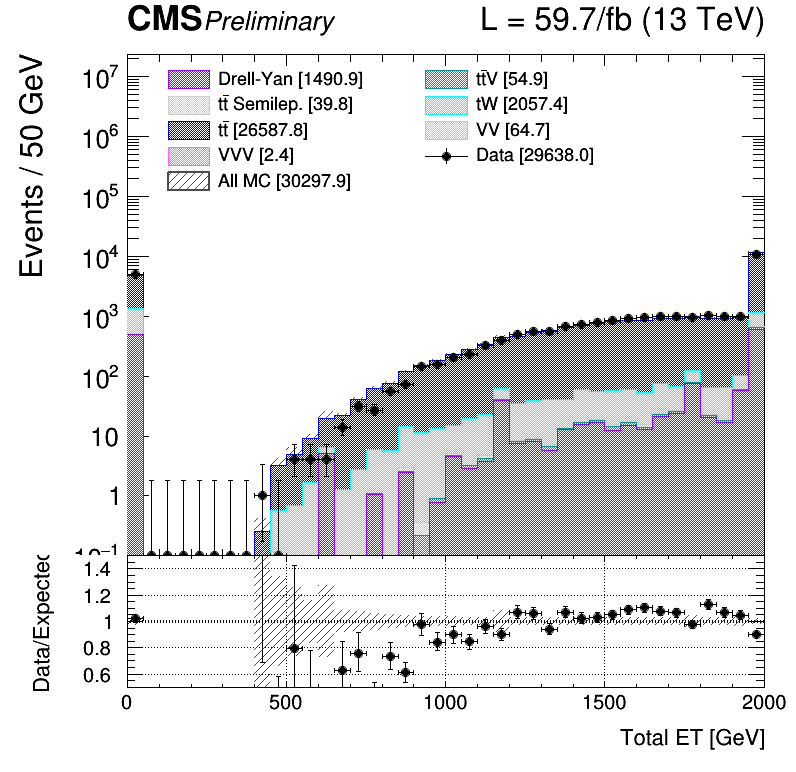 CMS Preliminary L = 59.7/fb (13 TeV)
Events / 50 GeV
10⁷
10⁶
10⁵
10⁴
10³
10²
10
1
10⁻¹
Drell-Yan [1490.9]
tt̄ Semilep. [39.8]
tt̄ [26587.8]
VVV [2.4]
All MC [30297.9]
tt̄V [54.9]
tW [2057.4]
VV [64.7]
Data [29638.0]
Data/Expected
1.4
1.2
1
0.8
0.6
0 500 1000 1500 2000
Total ET [GeV]